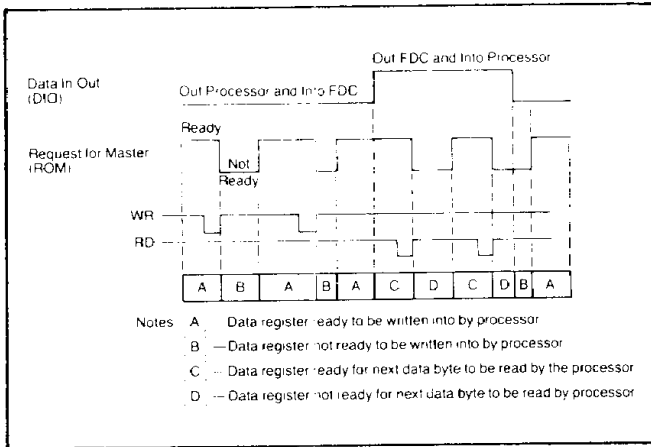 Out FDC and Into Processor
Data In Out
(DIO)
Out Processor and Into FDC
Ready
Request for Master
(ROM)
Not
Ready
WR
RD
A B A B A C D C D B A
Notes A Data register ready to be written into by processor
B — Data register not ready to be written into by processor
C — Data register ready for next data byte to be read by the processor
D — Data register not ready for next data byte to be read by processor